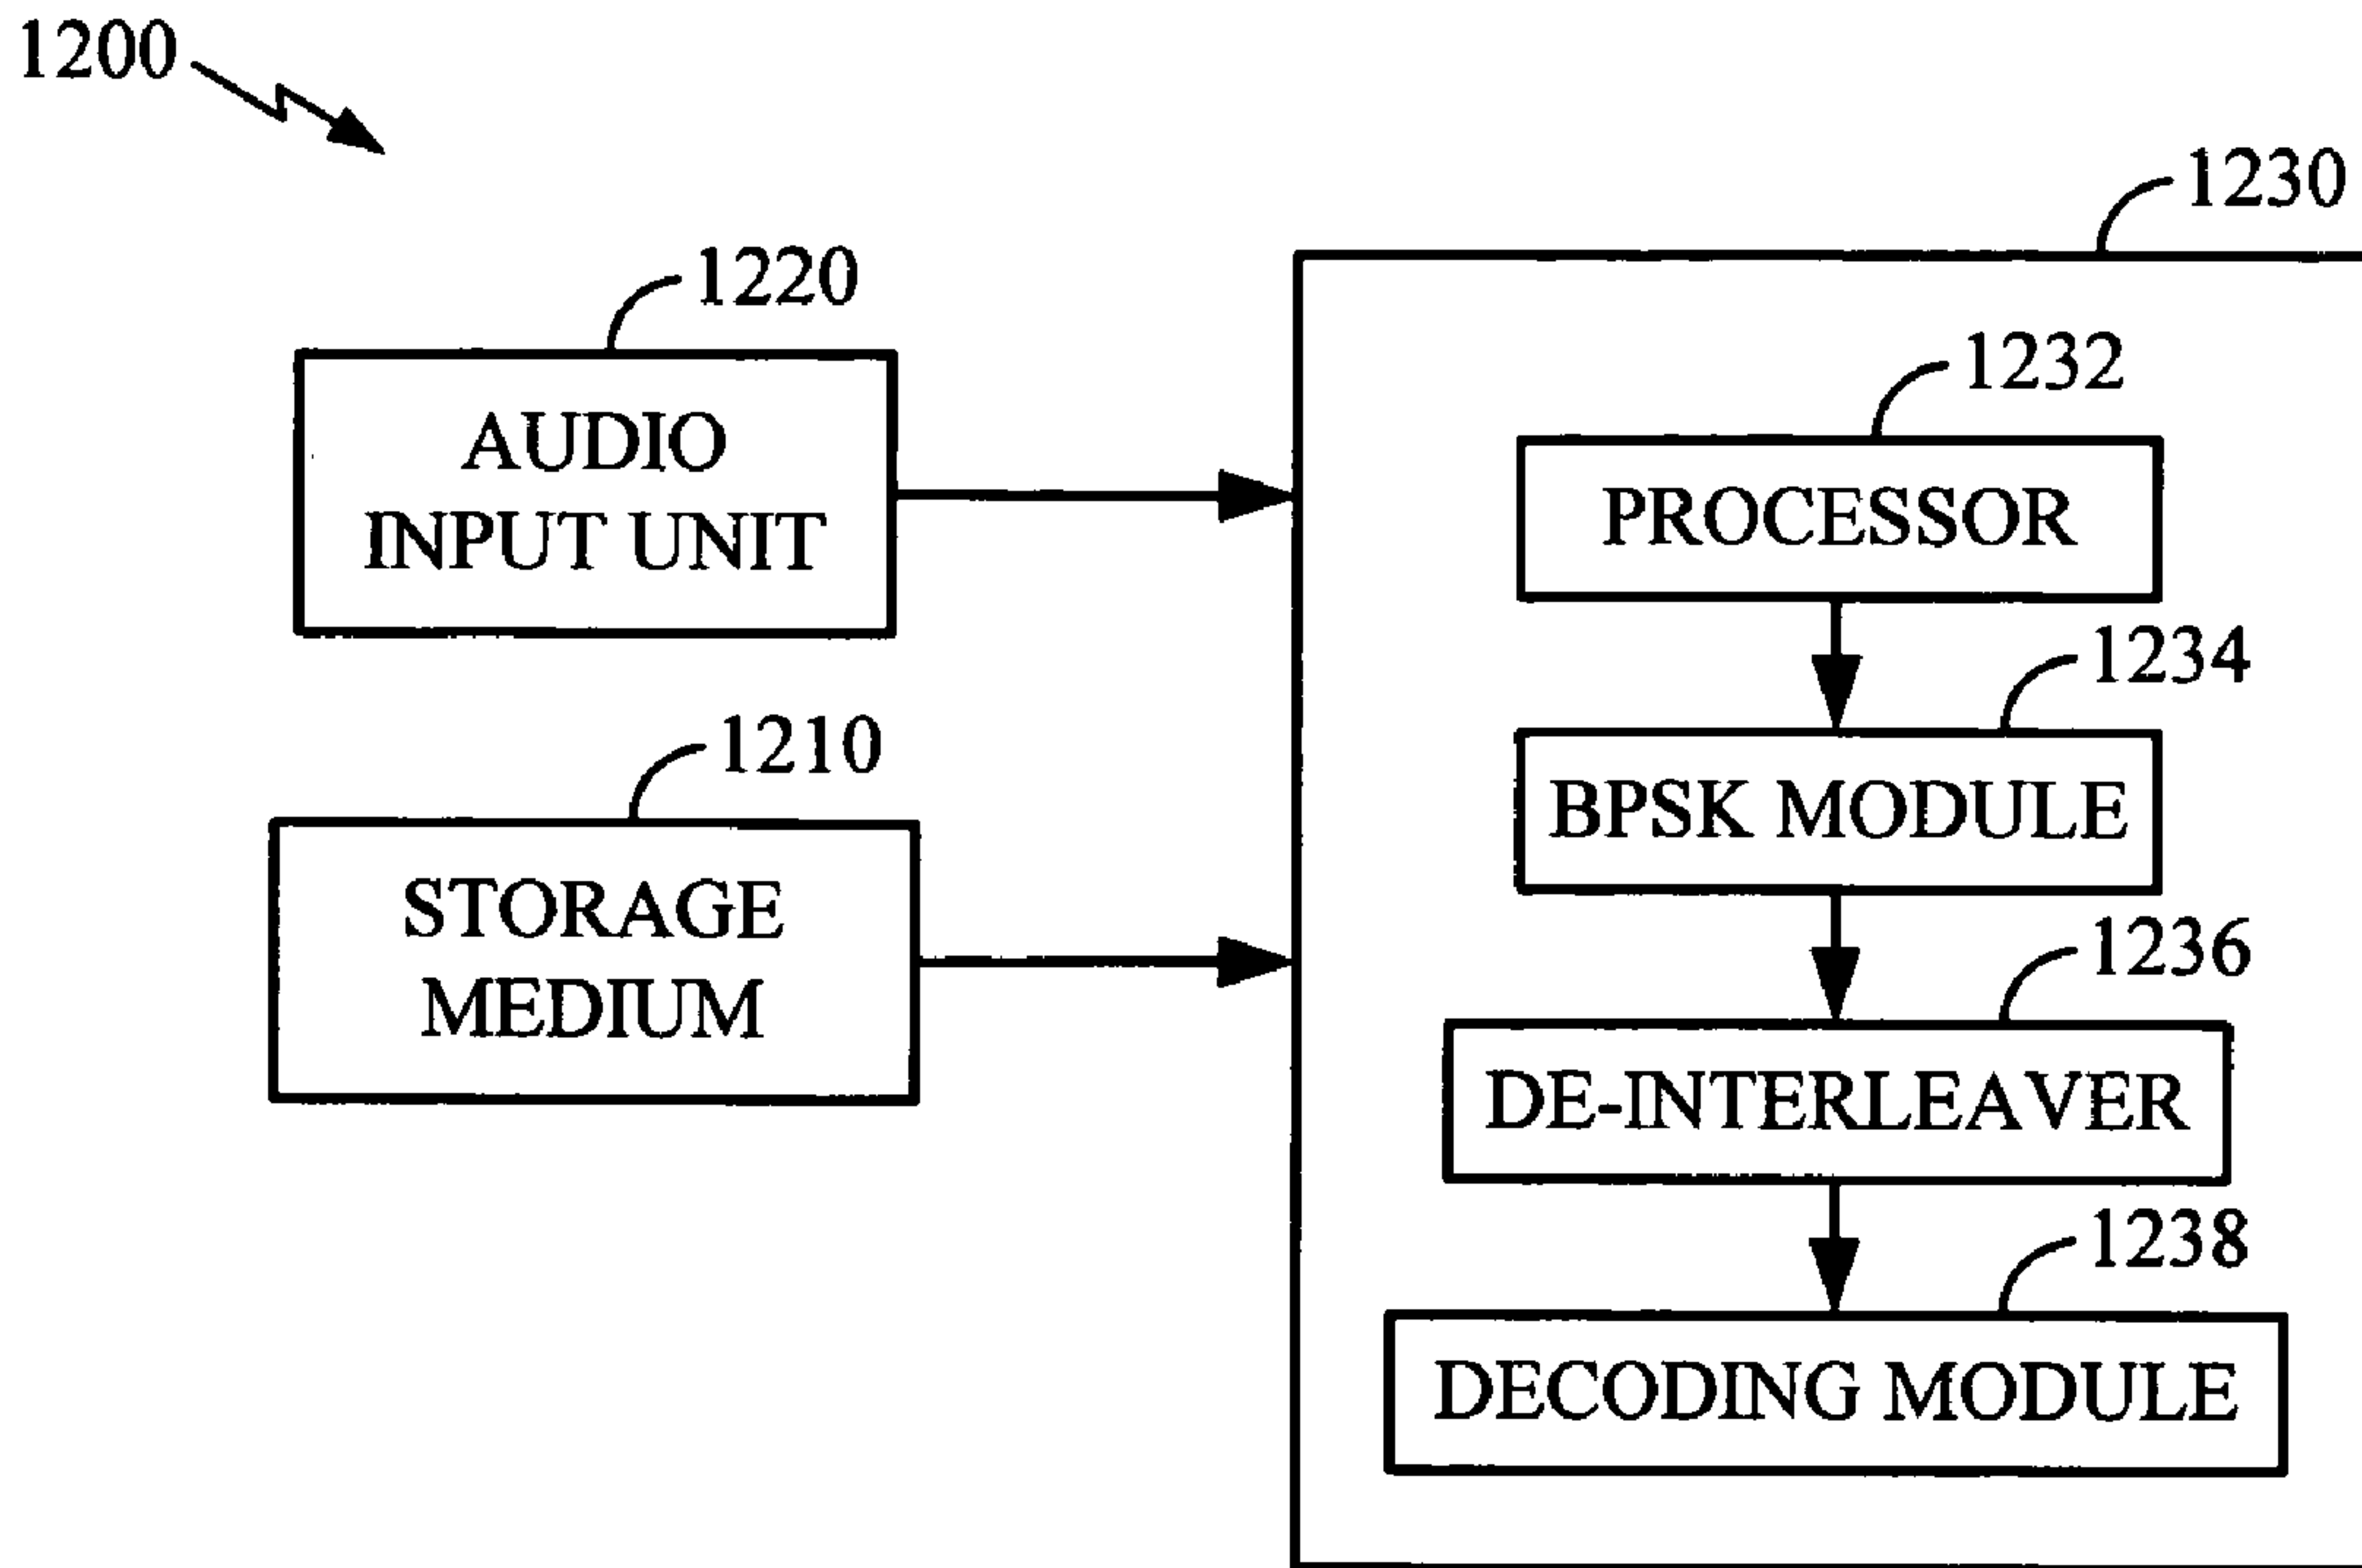 1200
1230
1220
AUDIO
INPUT UNIT
1232
PROCESSOR
1234
BPSK MODULE
1210
STORAGE
MEDIUM
1236
DE-INTERLEAVER
1238
DECODING MODULE